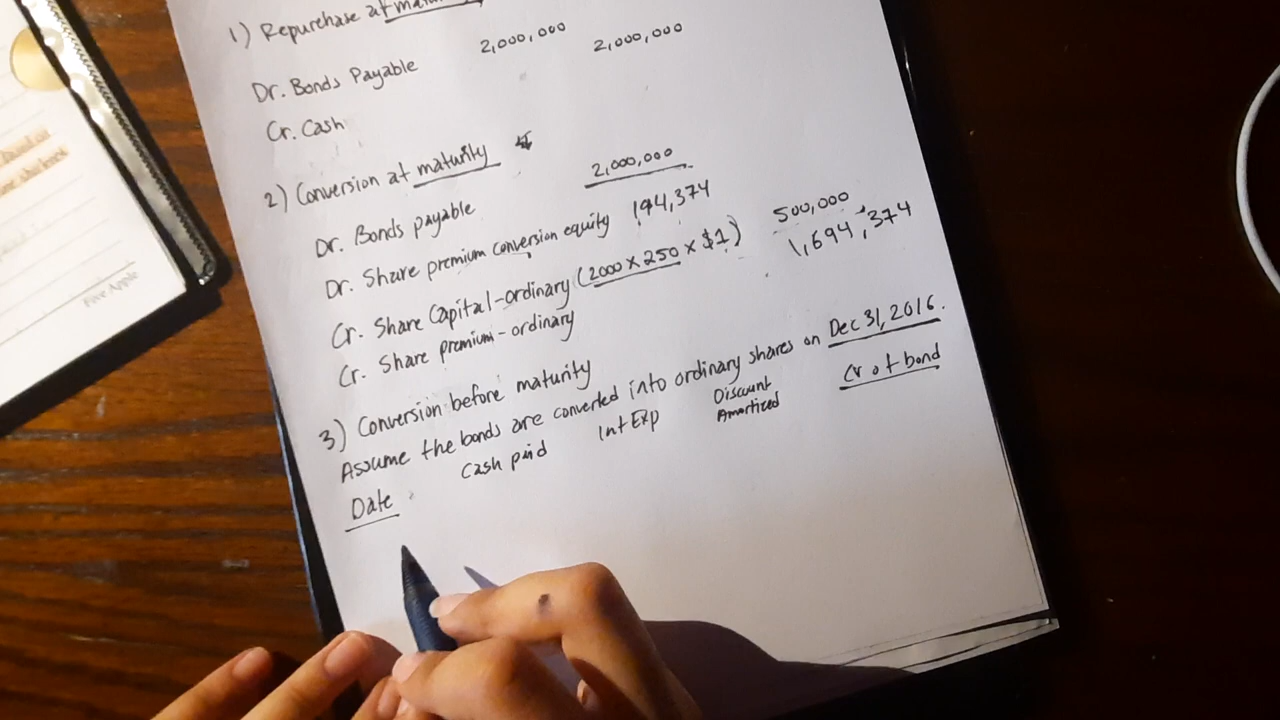 1) Repurchase at
Dr. Bonds Payable 2,000,000 2,000,000
Cr. Cash
2) Conversion at maturity
Dr. Bonds payable 2,000,000
Dr. Share premium conversion equity 194,374
Cr. Share Capital-ordinary (2000 x 250 x $1) 500,000
Cr. Share premium-ordinary 1,694,374
3) Conversion before maturity
Assume the bonds are converted into ordinary shares on Dec 31, 2016.
Date Cash paid Int Exp Discount Amortized CV of bond
Five Apple